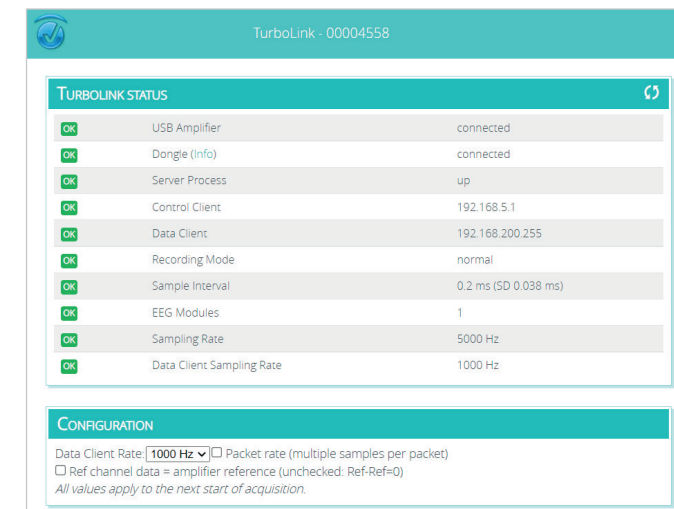 TurboLink - 00004558
TURBOLINK STATUS
OK USB Amplifier connected
OK Dongle (Info) connected
OK Server Process up
OK Control Client 192.168.5.1
OK Data Client 192.168.200.255
OK Recording Mode normal
OK Sample Interval 0.2 ms (SD 0.038 ms)
OK EEG Modules 1
OK Sampling Rate 5000 Hz
OK Data Client Sampling Rate 1000 Hz
CONFIGURATION
Data Client Rate: 1000 Hz Packet rate (multiple samples per packet)
Ref channel data = amplifier reference (unchecked: Ref-Ref=0)
All values apply to the next start of acquisition.